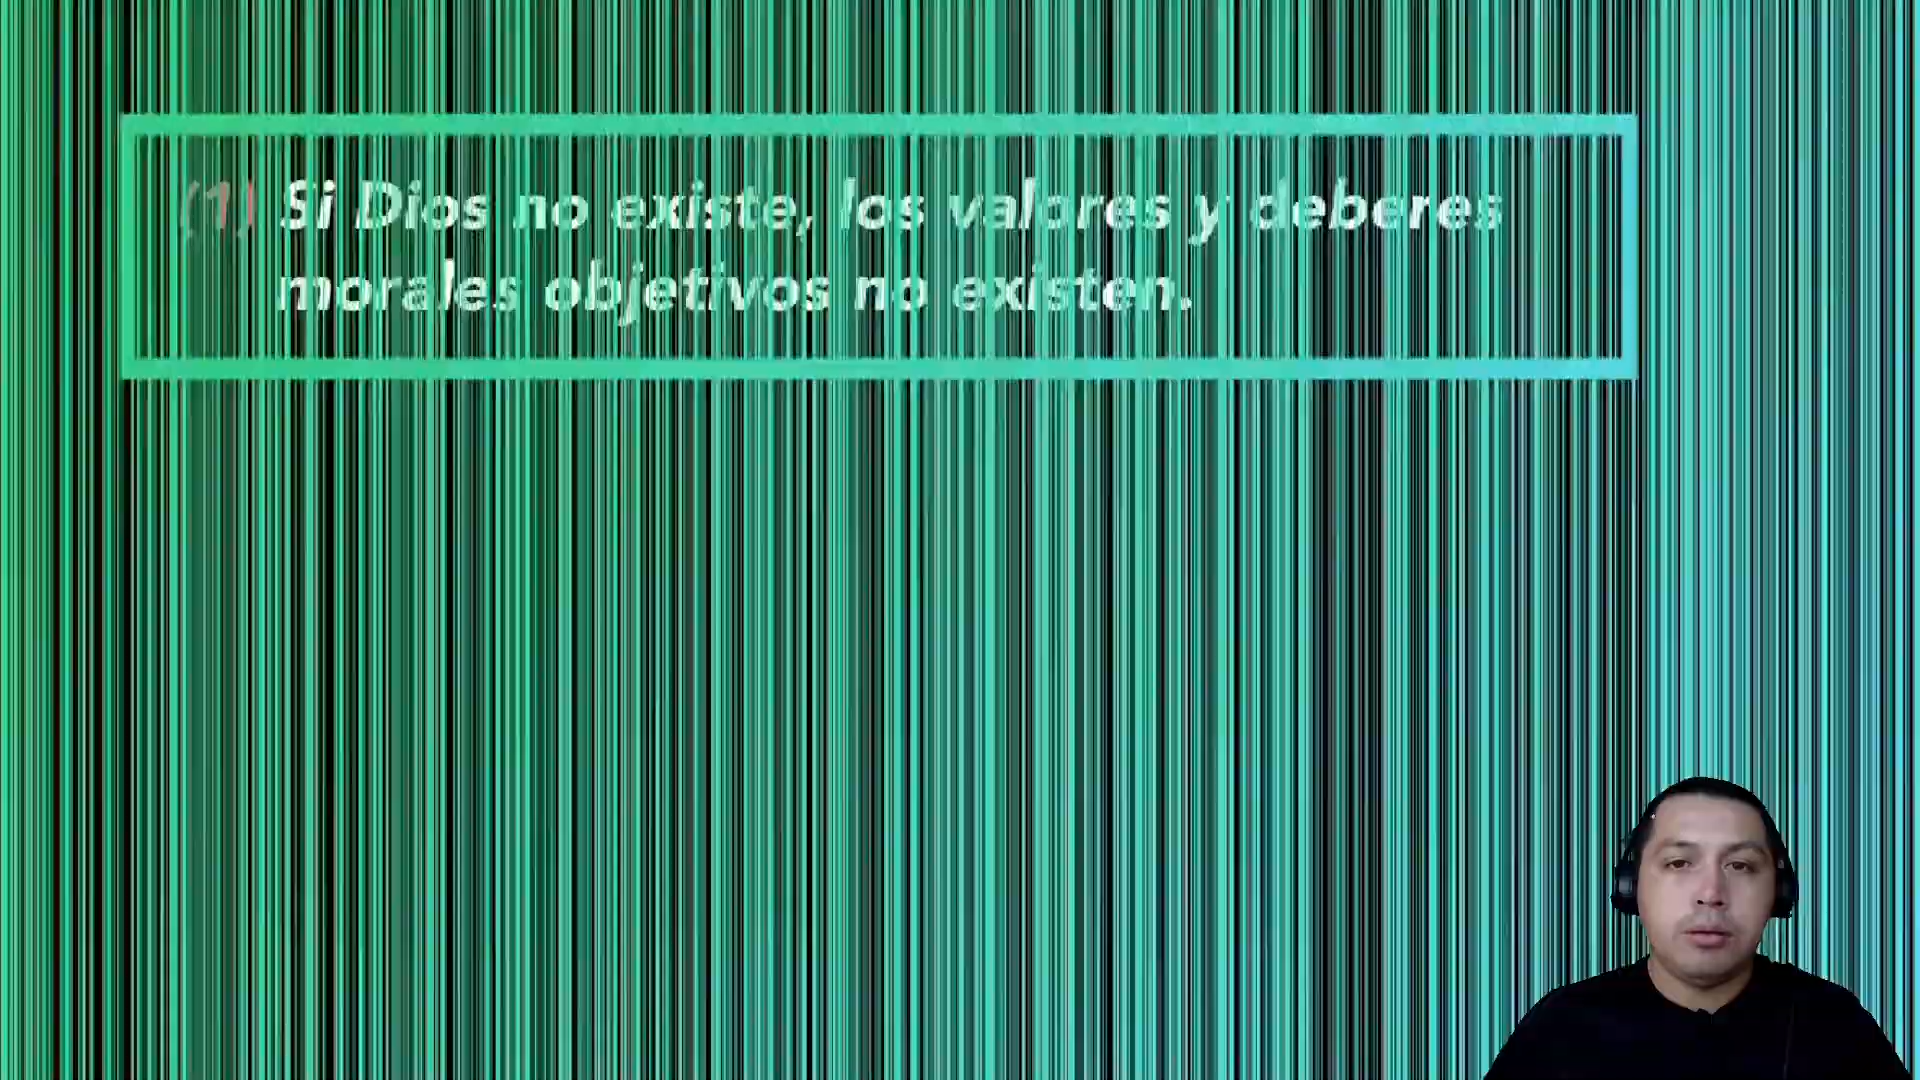 (1) Si Dios no existe, los valores y deberes
morales objetivos no existen.